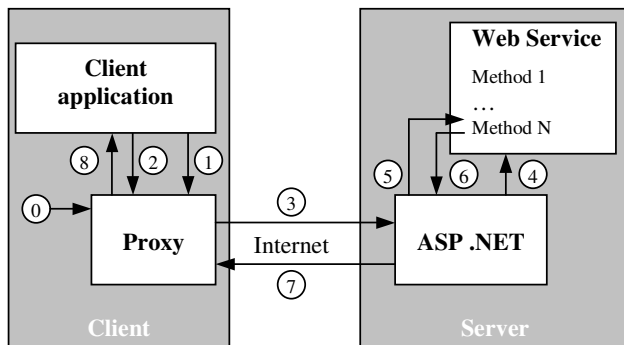 Client
application
Web Service
Method 1
…
Method N
8
2
1
5
6
4
0
3
Proxy
Internet
ASP .NET
7
Client
Server